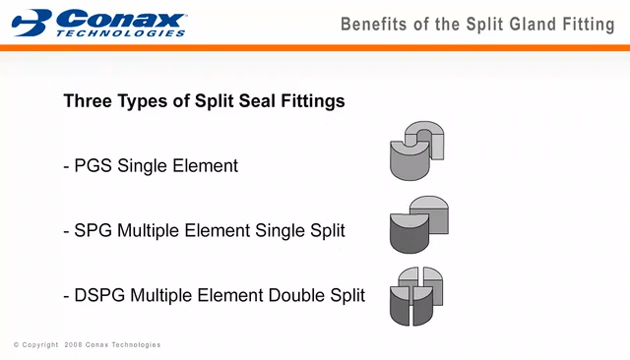 Conax
TECHNOLOGIES
Benefits of the Split Gland Fitting
Three Types of Split Seal Fittings
- PGS Single Element
- SPG Multiple Element Single Split
- DSPG Multiple Element Double Split
© Copyright 2008 Conax Technologies